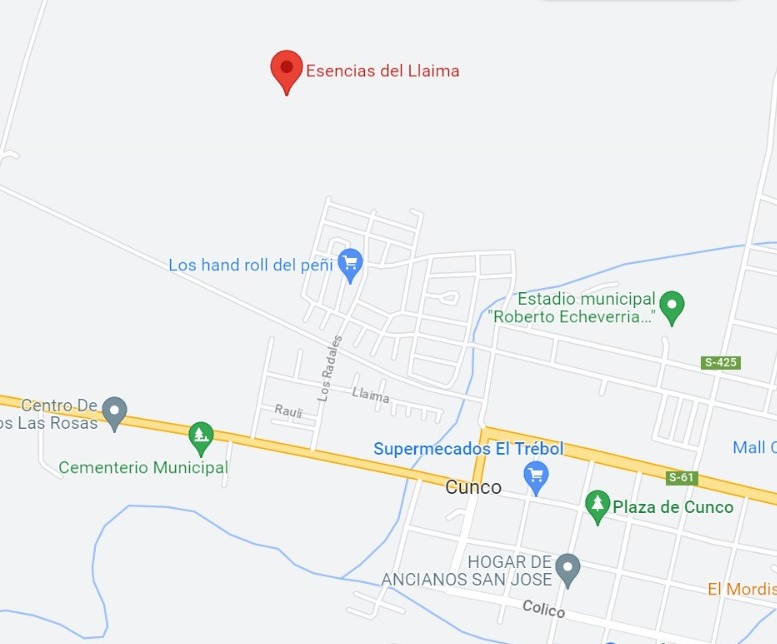 Esencias del Llaima
Los hand roll del peñi
Estadio municipal
"Roberto Echeverria..."
S-425
Los Radales
Llaima
Rauli
Centro De
os Las Rosas
Cementerio Municipal
Supermecados El Trébol
Mall C
S-61
Cunco
Plaza de Cunco
HOGAR DE
ANCIANOS SAN JOSE
El Mordis
Colico